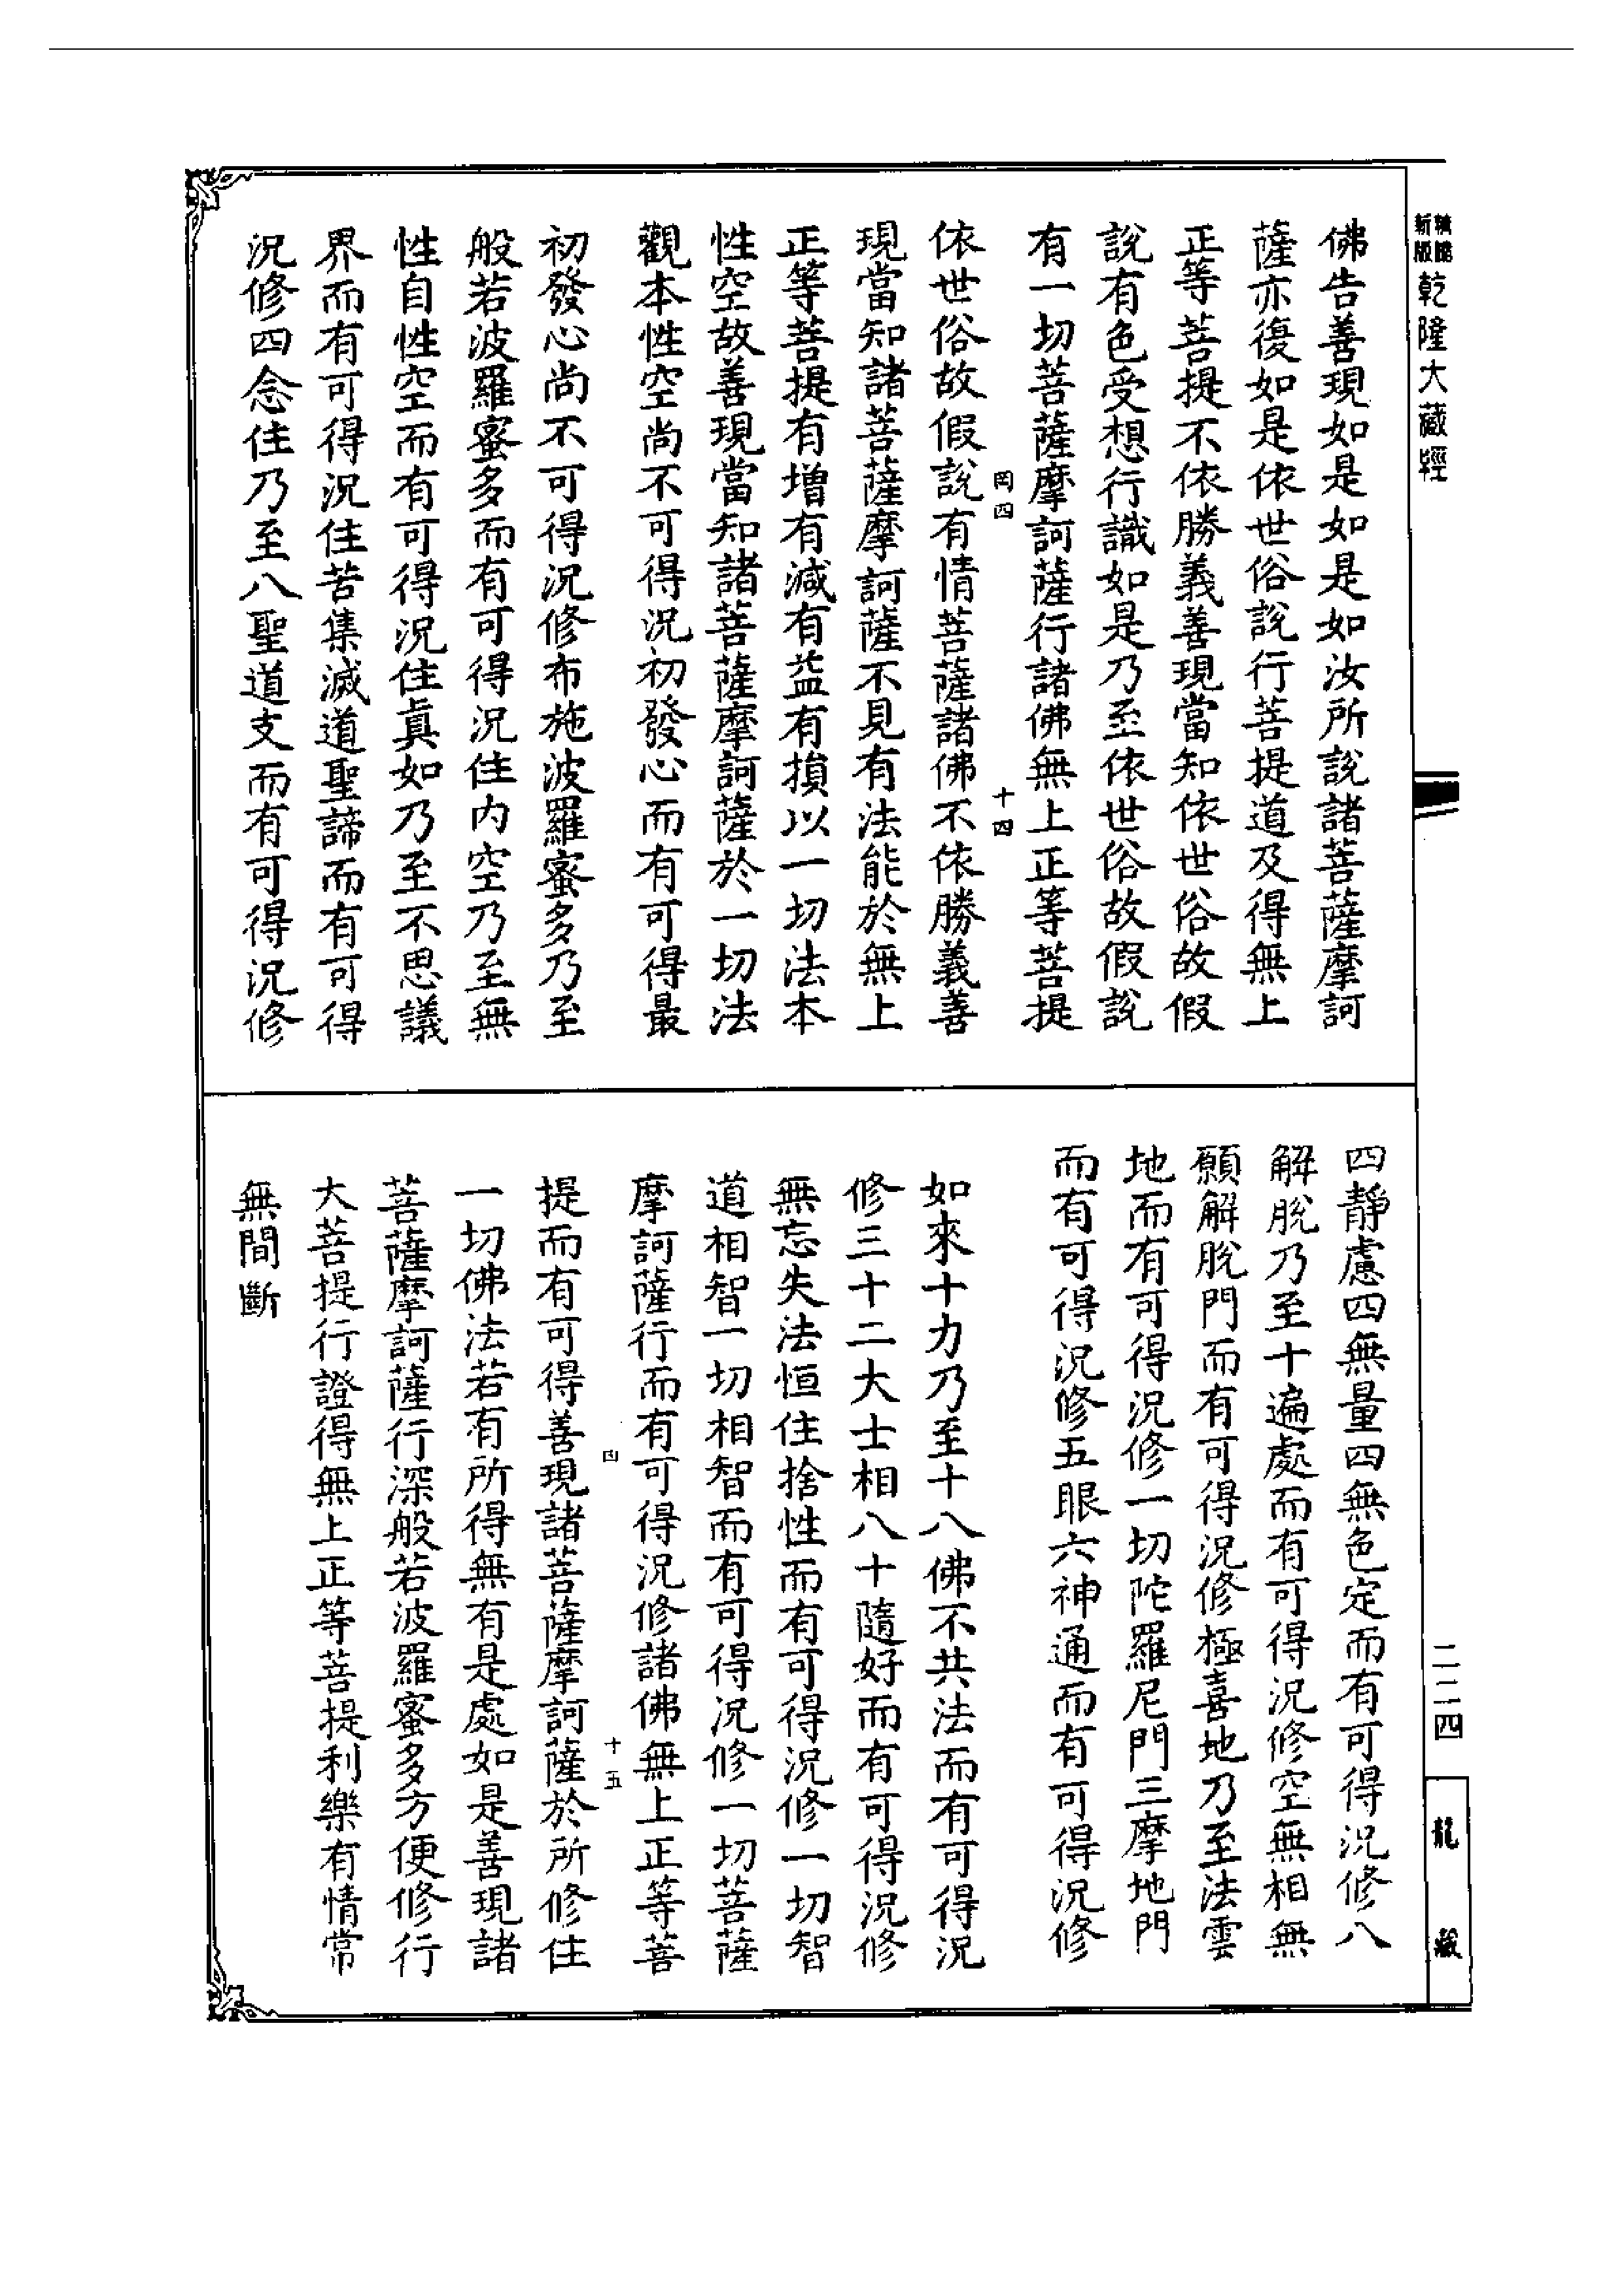 新版精縮乾隆大藏經
佛告善現如是如是如汝所說諸菩薩摩訶
薩亦復如是依世俗說行菩提道及得無上
正等菩提不依勝義善現當知依世俗故假
說有色受想行識如是乃至依世俗故假說
有一切菩薩摩訶薩行諸佛無上正等菩提
罔四 十四
依世俗故假說有情菩薩諸佛不依勝義善
現當知諸菩薩摩訶薩不見有法能於無上
正等菩提有增有減有益有損以一切法本
性空故善現當知諸菩薩摩訶薩於一切法
觀本性空尚不可得況初發心而有可得最
初發心尚不可得況修布施波羅蜜多乃至
般若波羅蜜多而有可得況住内空乃至無
性自性空而有可得況住眞如乃至不思議
界而有可得況住苦集滅道聖諦而有可得
況修四念住乃至八聖道支而有可得況修
四靜慮四無量四無色定而有可得況修八
解脫乃至十遍處而有可得況修空無相無
願解脫門而有可得況修極喜地乃至法雲
地而有可得況修一切陀羅尼門三摩地門
而有可得況修五眼六神通而有可得況修
如來十力乃至十八佛不共法而有可得況
修三十二大士相八十隨好而有可得況修
無忘失法恒住捨性而有可得況修一切智
道相智一切相智而有可得況修一切菩薩
摩訶薩行而有可得況修諸佛無上正等菩
四 十五
提而有可得善現諸菩薩摩訶薩於所修住
一切佛法若有所得無有是處如是善現諸
菩薩摩訶薩行深般若波羅蜜多方便修行
大菩提行證得無上正等菩提利樂有情常
無間斷
二二四
龍藏